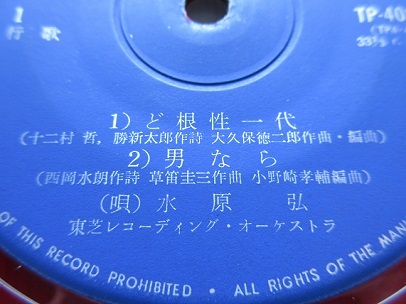 1
行歌
TP-40
33⅓
1) ど根性一代
(十二村 哲, 勝新太郎作詩 大久保徳二郎作曲・編曲)
2) 男なら
(西岡水朗作詩 草笛圭三作曲 小野崎孝輔編曲)
(唄) 水原 弘
東芝レコーディング・オーケストラ
OF THIS RECORD PROHIBITED • ALL RIGHTS OF THE MANU